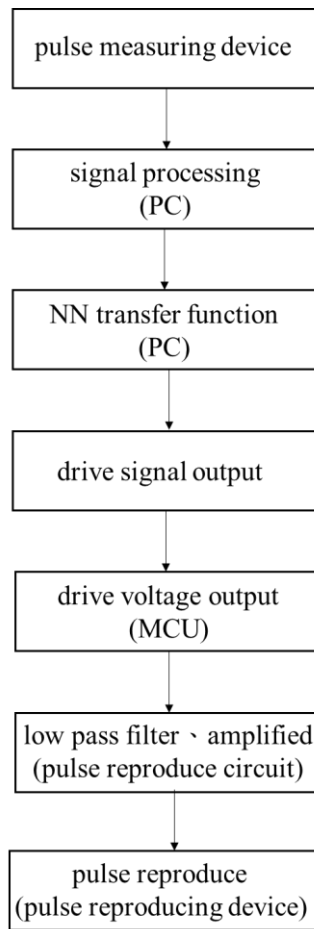 pulse measuring device
signal processing
(PC)
NN transfer function
(PC)
drive signal output
drive voltage output
(MCU)
low pass filter、amplified
(pulse reproduce circuit)
pulse reproduce
(pulse reproducing device)